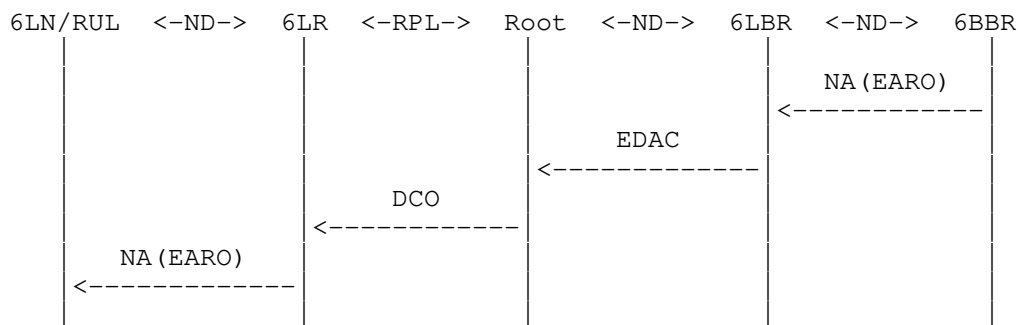 6LN/RUL <-ND-> 6LR <-RPL-> Root <-ND-> 6LBR <-ND-> 6BBR
NA(EARO)
EDAC
DCO
NA(EARO)